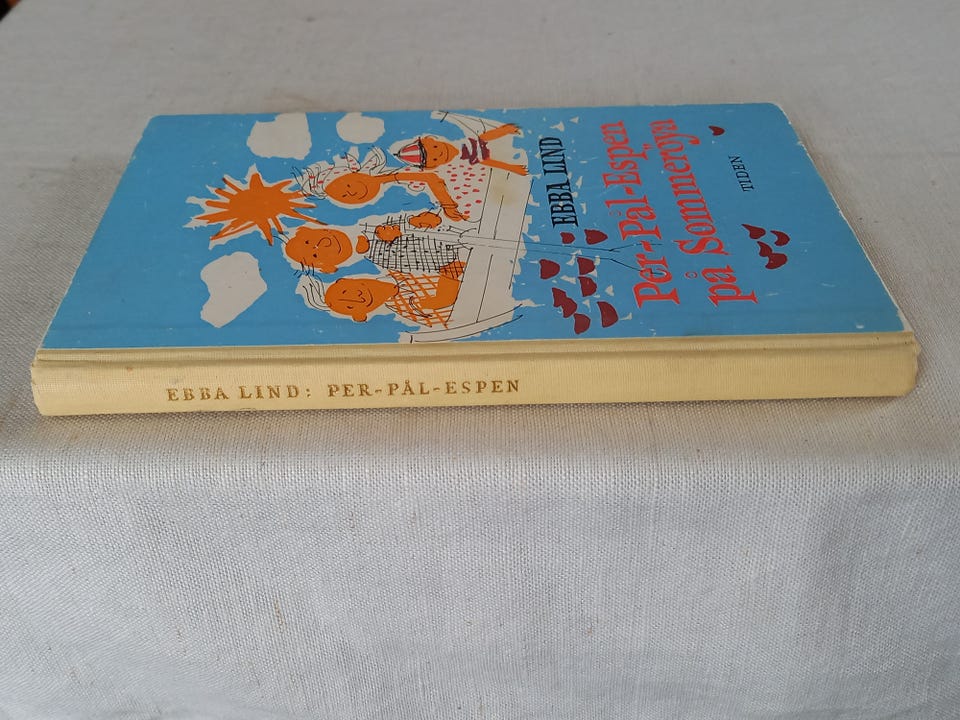 EBBA LIND
Per-Pål-Espen
på Sommerøya
TIDEN
EBBA LIND: PER-PÅL-ESPEN